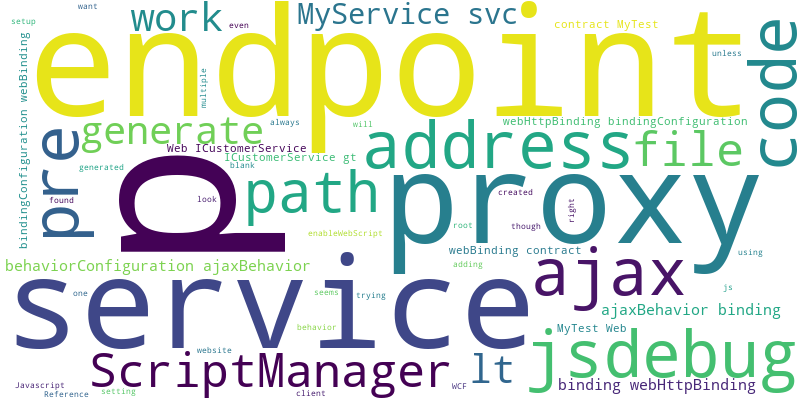 want
work
MyService svc
even
contract MyTest
endpoint
setup
code
unless
multiple
bindingConfiguration webBinding
webHttpBinding bindingConfiguration
always
will
generate
pre
address
file
Web ICustomerService
ICustomerService gt
generated
blank
p
path
proxy
found
look
created
root
though
right
enableWebScript
webBinding contract
using
behaviorConfiguration ajaxBehavior
adding
ajax
service
one
seems
trying
js
ajaxBehavior binding
behavior
MyTest Web
jsdebug
website
ScriptManager
lt
binding webHttpBinding
Javascript
WCF
Reference
setting
client